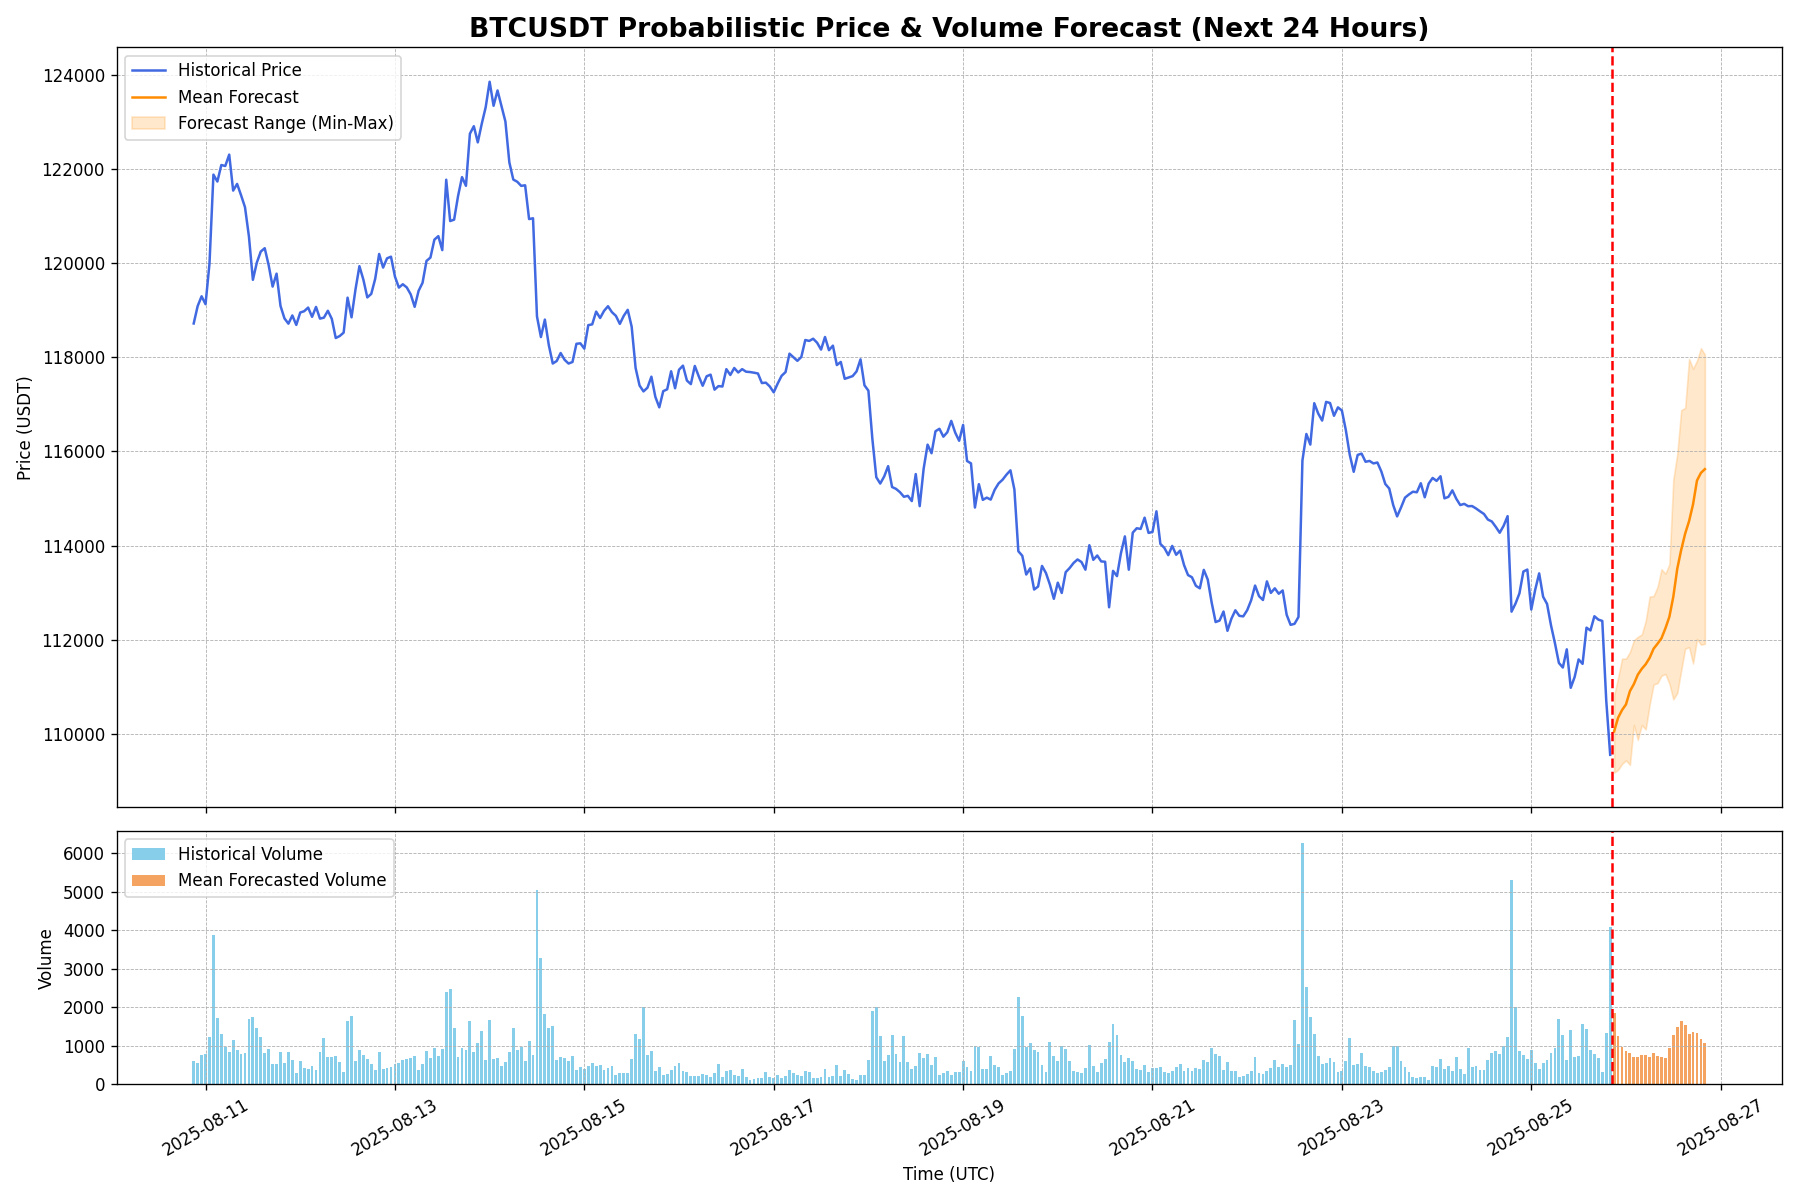 BTCUSDT Probabilistic Price & Volume Forecast (Next 24 Hours)
Historical Price
Mean Forecast
Forecast Range (Min-Max)
124000
122000
120000
118000
116000
114000
112000
110000
Price (USDT)
Historical Volume
Mean Forecasted Volume
6000
5000
4000
3000
2000
1000
0
Volume
2025-08-11
2025-08-13
2025-08-15
2025-08-17
2025-08-19
2025-08-21
2025-08-23
2025-08-25
2025-08-27
Time (UTC)